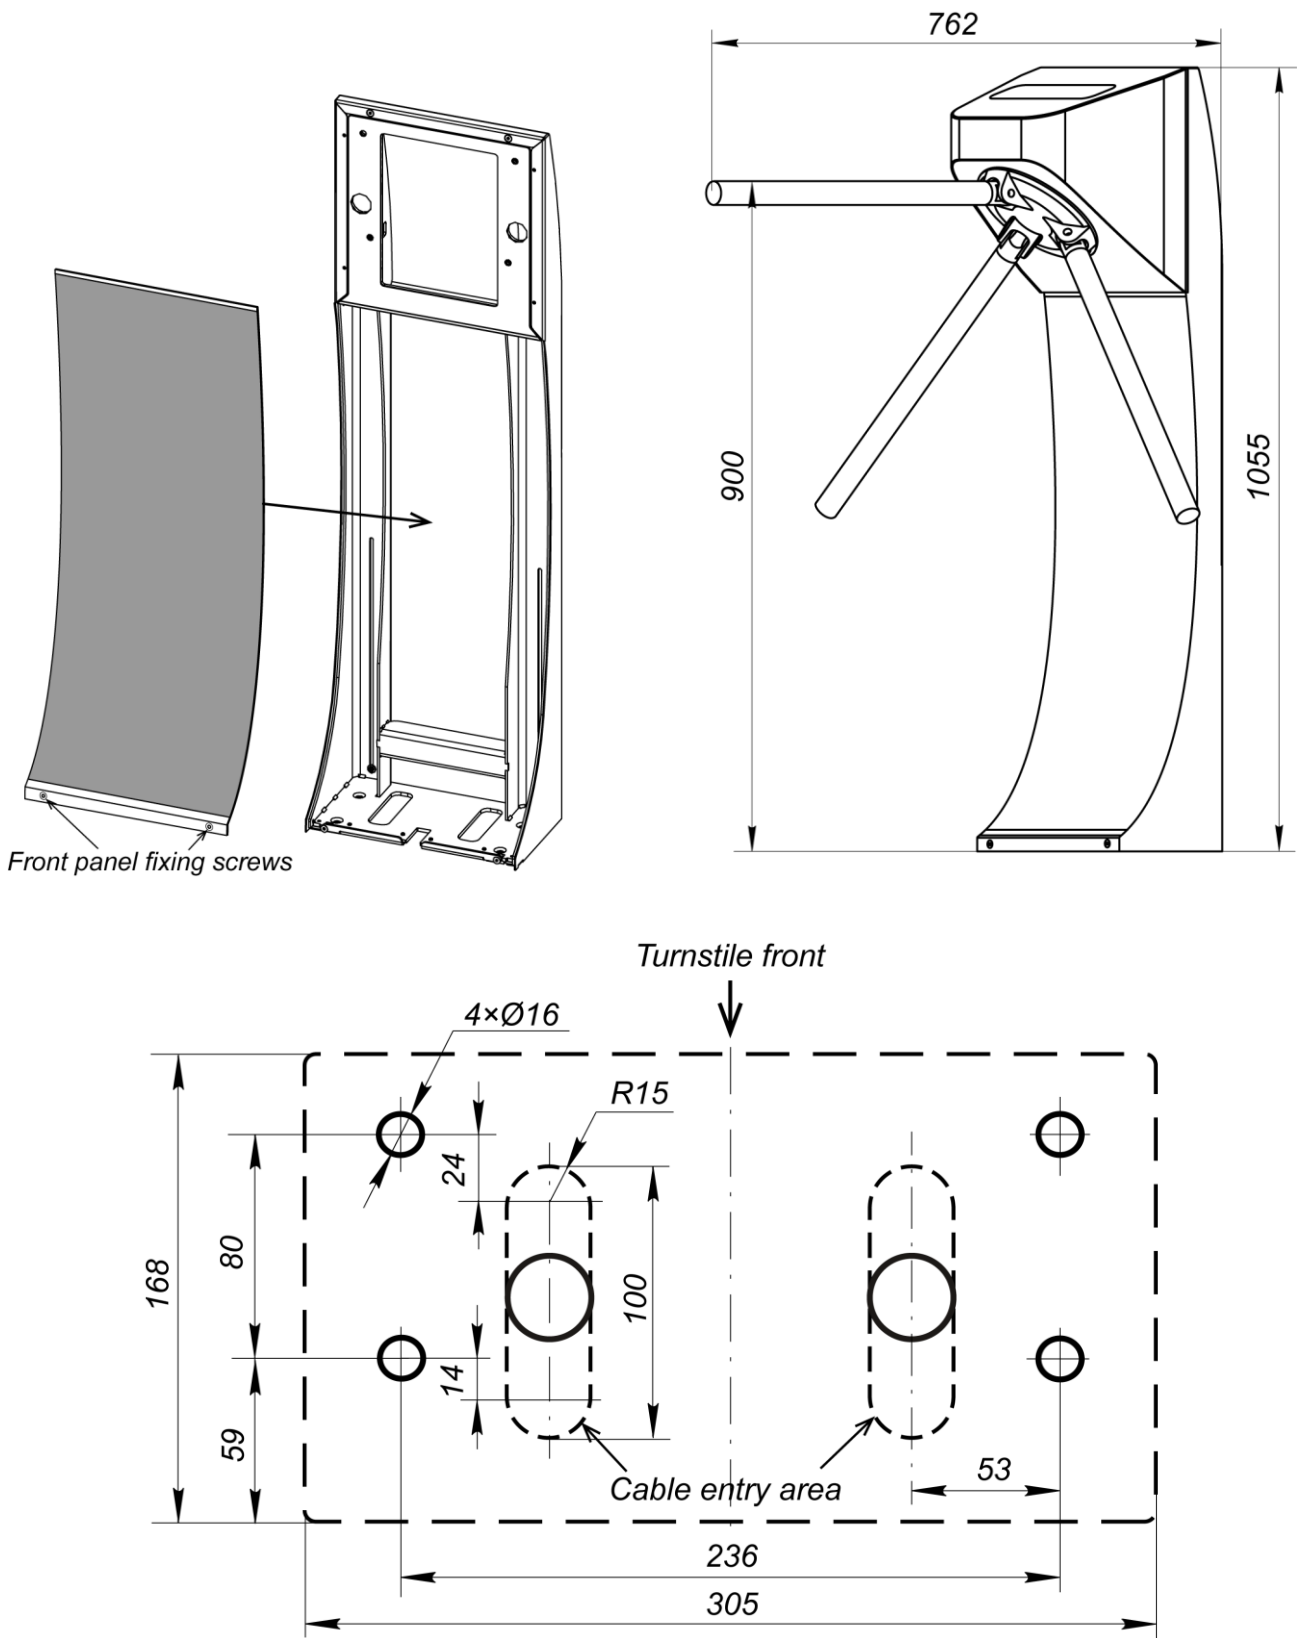 762
900
1055
Front panel fixing screws
Turnstile front
4×Ø16
R15
24
80
168
100
14
59
53
Cable entry area
236
305